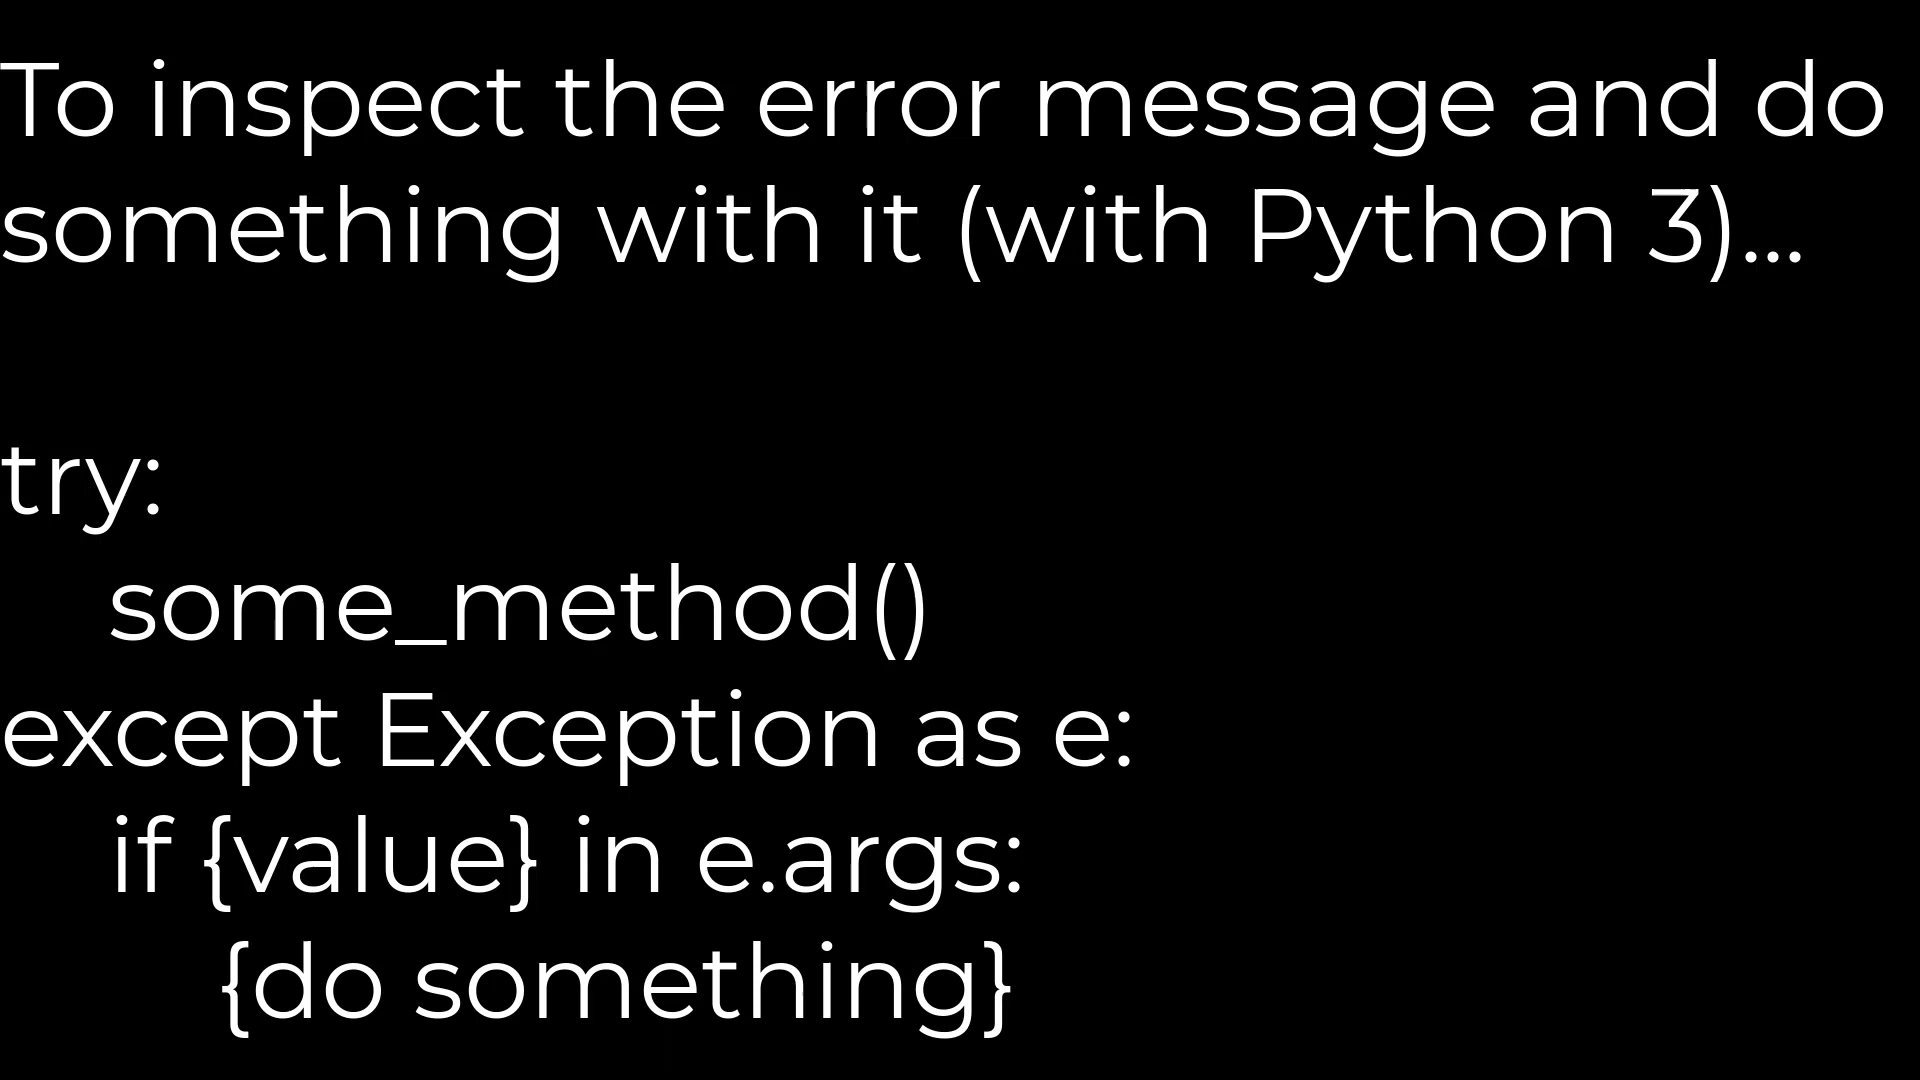 To inspect the error message and do
something with it (with Python 3)...
try:
some_method()
except Exception as e:
if {value} in e.args:
{do something}